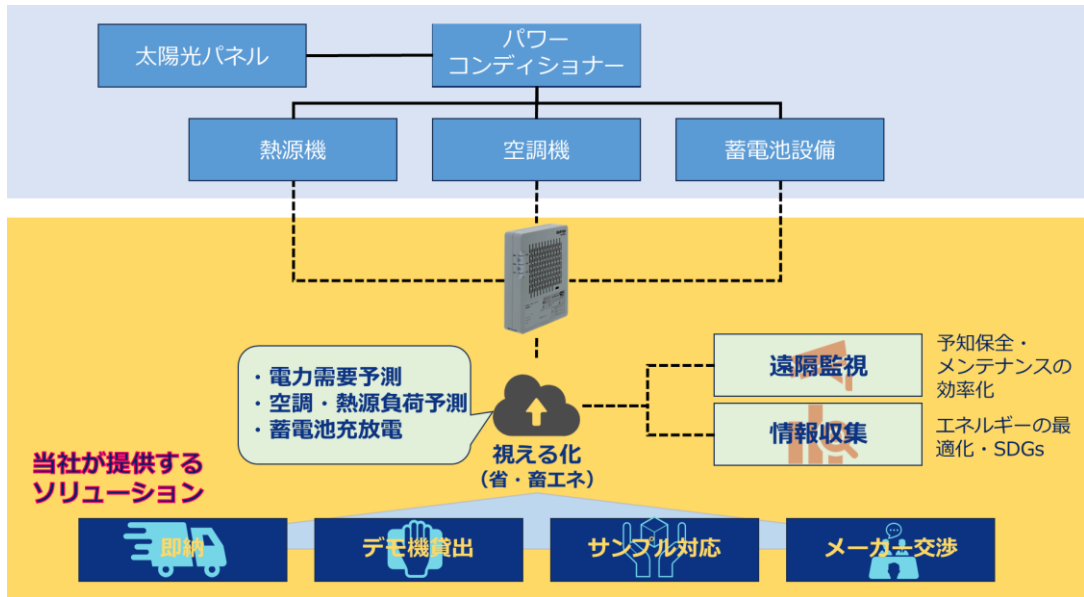 太陽光パネル
パワー
コンディショナー
熱源機
空調機
蓄電池設備
・電力需要予測
・空調・熱源負荷予測
・蓄電池充放電
視える化
（省・畜エネ）
遠隔監視
予知保全・
メンテナンスの
効率化
情報収集
エネルギーの最
適化・SDGs
当社が提供する
ソリューション
即納
デモ機貸出
サンプル対応
メーカー交渉